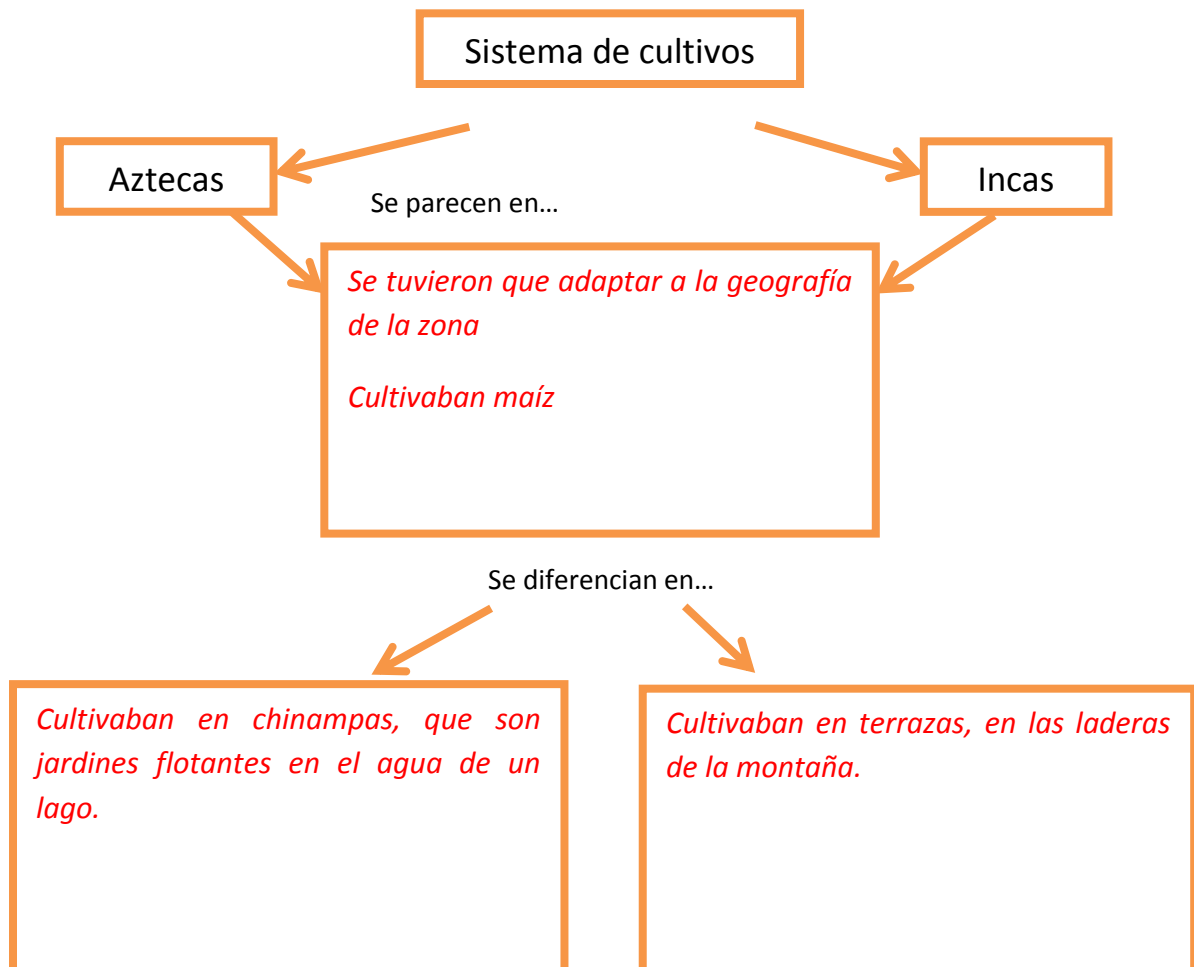 Sistema de cultivos
Aztecas
Incas
Se parecen en…
Se tuvieron que adaptar a la geografía
de la zona
Cultivaban maíz
Se diferencian en…
Cultivaban en chinampas, que son
jardines flotantes en el agua de un
lago.
Cultivaban en terrazas, en las laderas
de la montaña.